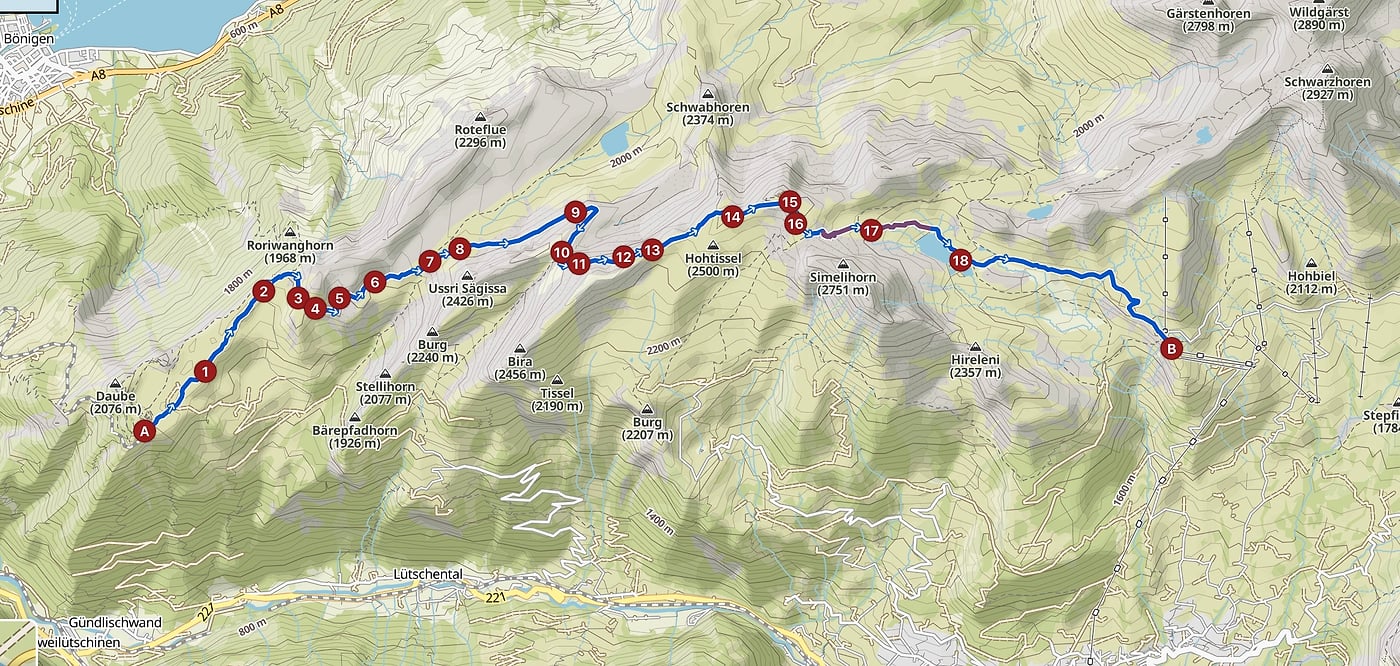 Bönigen
A8
600 m
A8
schine
Gärstenhoren
(2798 m)
Wildgärst
(2890 m)
Schwarzhoren
(2927 m)
Schwabhoren
(2374 m)
Roteflue
(2296 m)
2000 m
2000 m
Roriwanghorn
(1968 m)
1800 m
Ussri Sägissa
(2426 m)
Hohtissel
(2500 m)
Simelihorn
(2751 m)
Hohbiel
(2112 m)
Burg
(2240 m)
2200 m
Bira
(2456 m)
Hireleni
(2357 m)
Stellihorn
(2077 m)
Tissel
(2190 m)
Daube
(2076 m)
Bärepfadhorn
(1926 m)
Burg
(2207 m)
Stepfi
(1784
1600 m
1400 m
Lütschental
227
221
800 m
Gündlischwand
weilütschinen
A
1
2
3
4
5
6
7
8
9
10
11
12
13
14
15
16
17
18
B